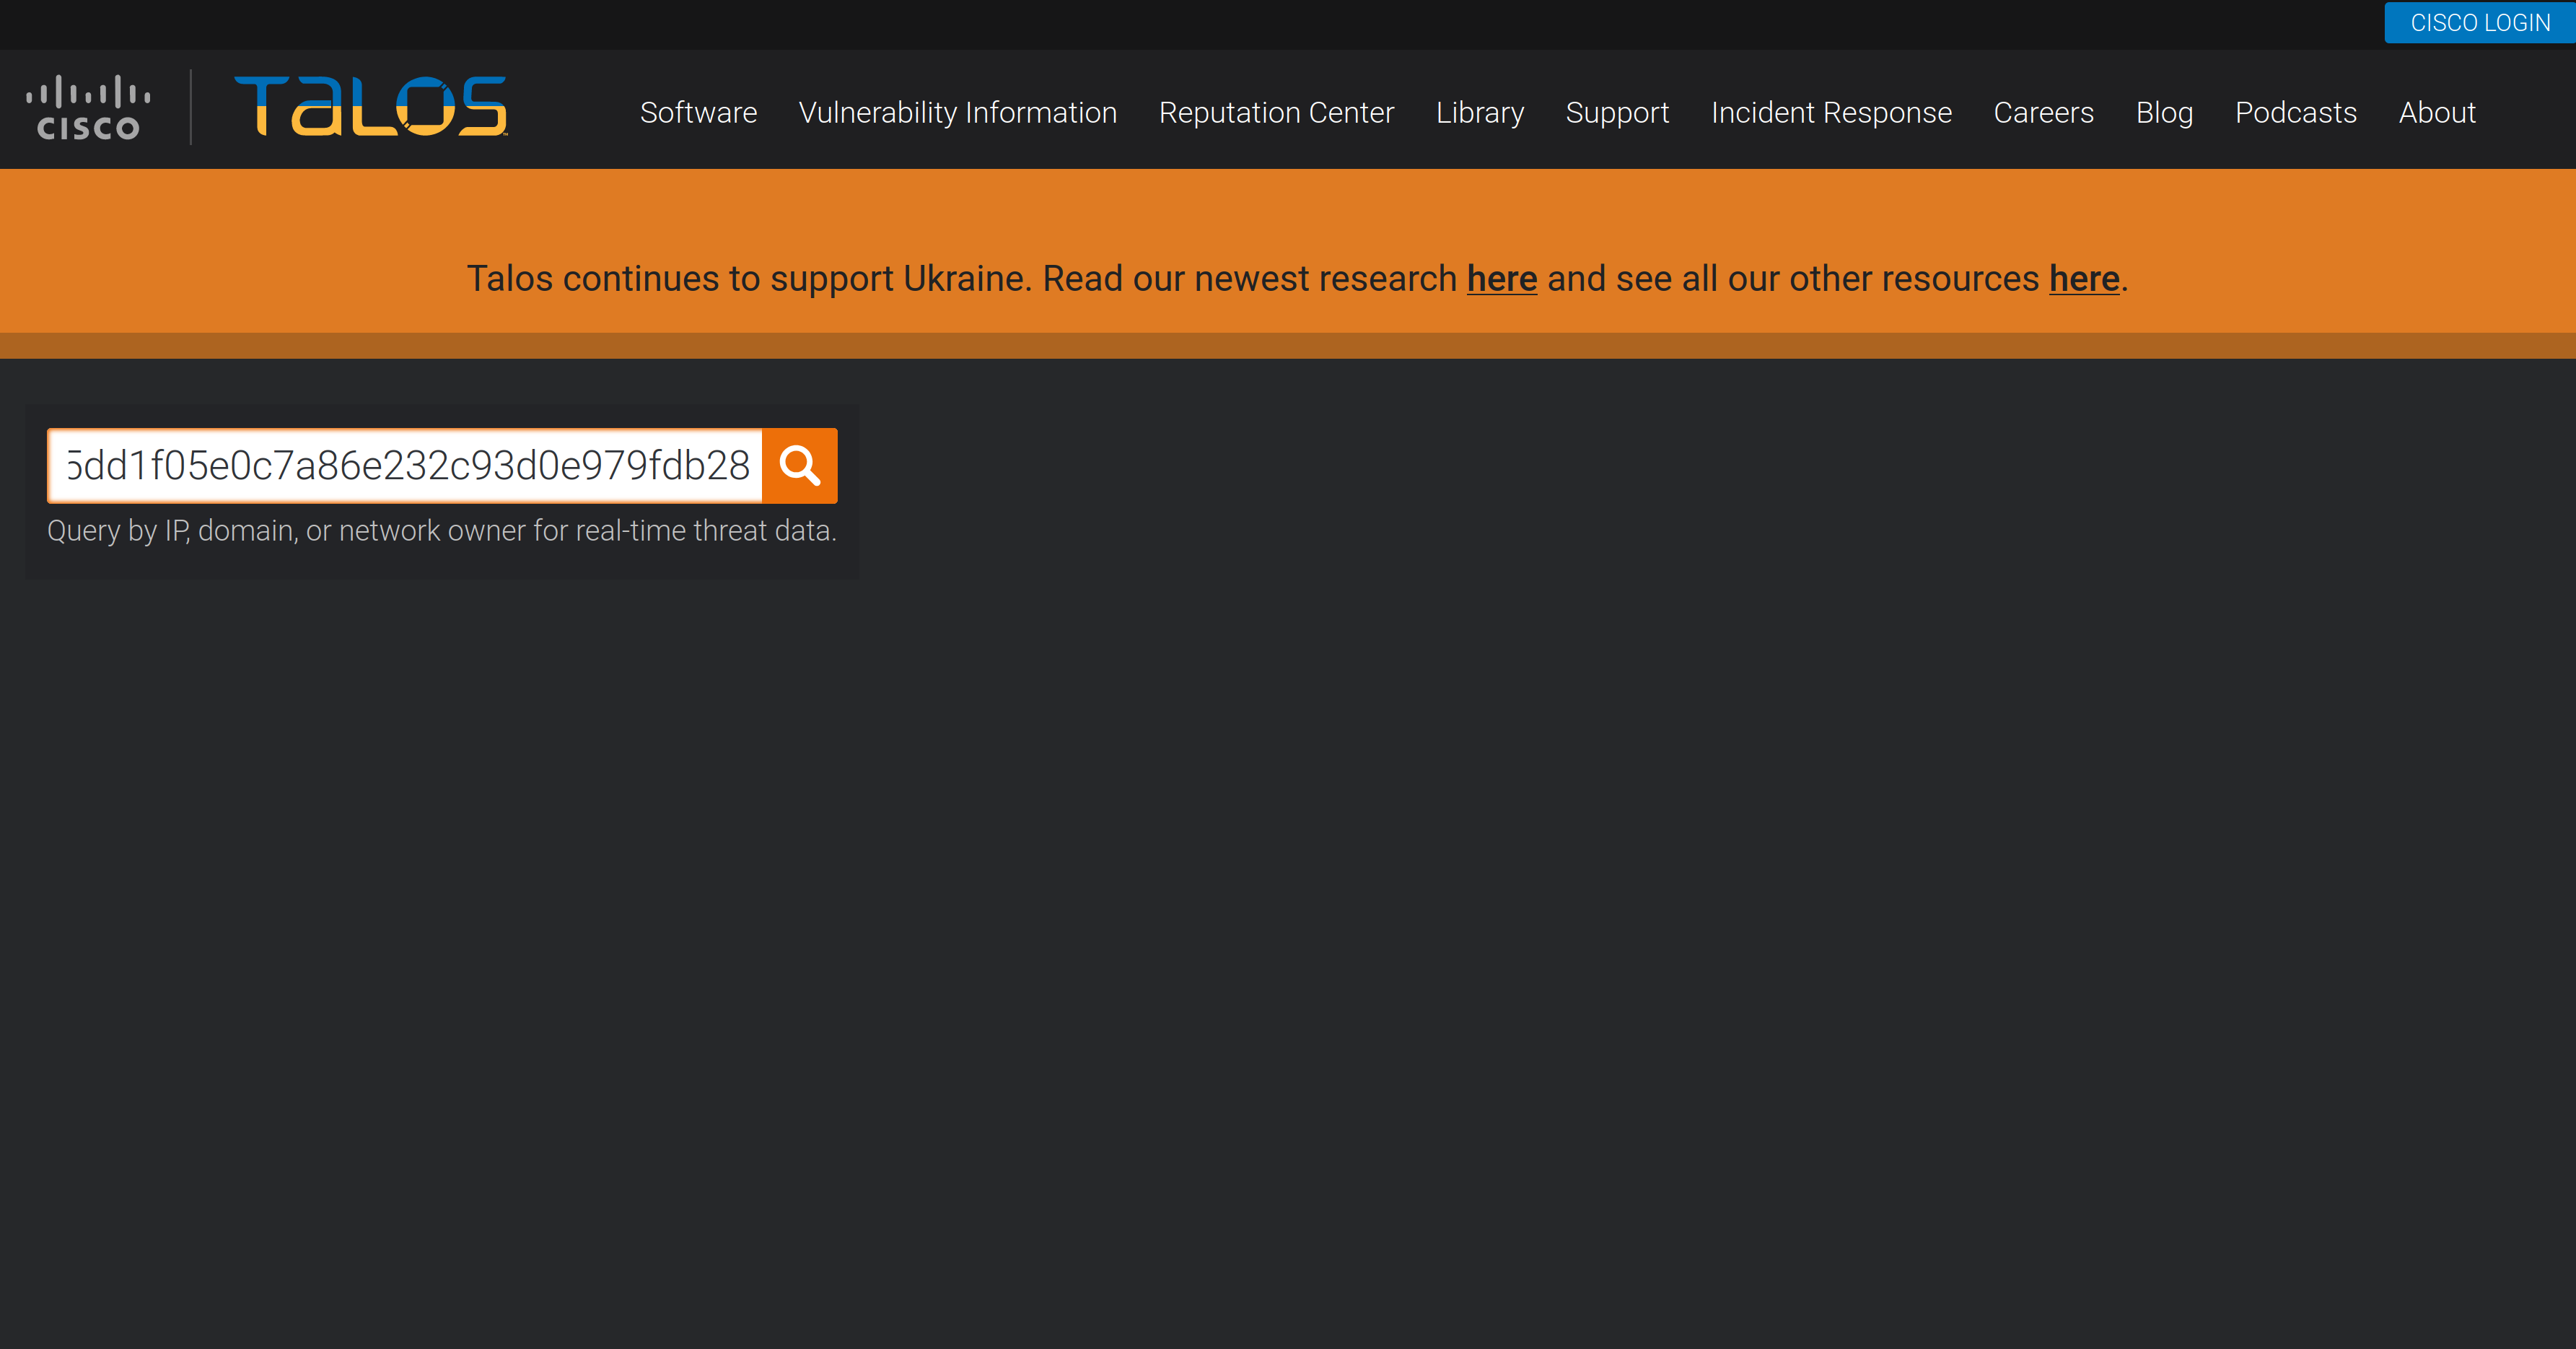 CISCO LOGIN
CISCO TALOS
Software Vulnerability Information Reputation Center Library Support Incident Response Careers Blog Podcasts About
Talos continues to support Ukraine. Read our newest research here and see all our other resources here.
5dd1f05e0c7a86e232c93d0e979fdb28
Query by IP, domain, or network owner for real-time threat data.